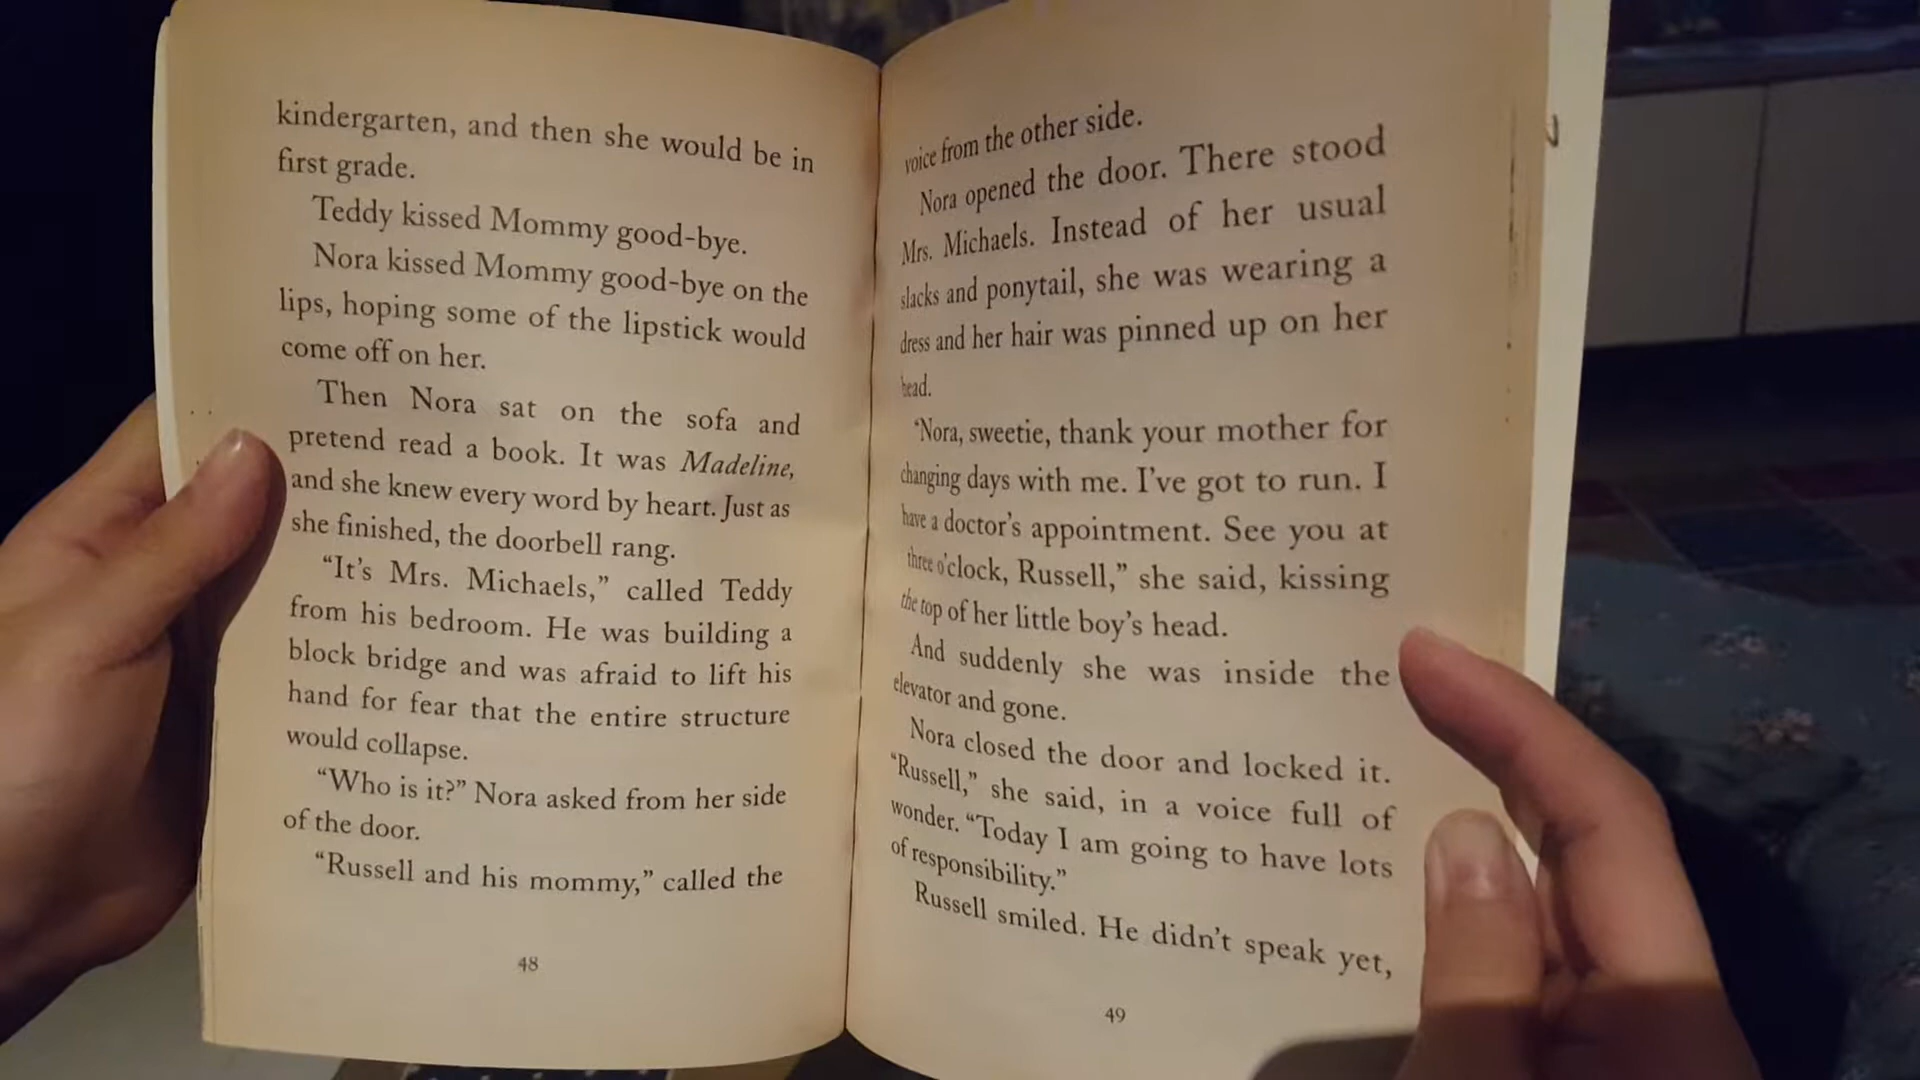 kindergarten, and then she would be in
first grade.
Teddy kissed Mommy good-bye.
Nora kissed Mommy good-bye on the
lips, hoping some of the lipstick would
come off on her.
Then Nora sat on the sofa and
pretend read a book. It was Madeline,
and she knew every word by heart. Just as
she finished, the doorbell rang.
“It’s Mrs. Michaels,” called Teddy
from his bedroom. He was building a
block bridge and was afraid to lift his
hand for fear that the entire structure
would collapse.
“Who is it?” Nora asked from her side
of the door.
“Russell and his mommy,” called the
48
voice from the other side.
Nora opened the door. There stood
Mrs. Michaels. Instead of her usual
slacks and ponytail, she was wearing a
dress and her hair was pinned up on her
head.
“Nora, sweetie, thank your mother for
changing days with me. I’ve got to run. I
have a doctor’s appointment. See you at
three o’clock, Russell,” she said, kissing
the top of her little boy’s head.
And suddenly she was inside the
elevator and gone.
Nora closed the door and locked it.
“Russell,” she said, in a voice full of
wonder. “Today I am going to have lots
of responsibility.”
Russell smiled. He didn’t speak yet,
49